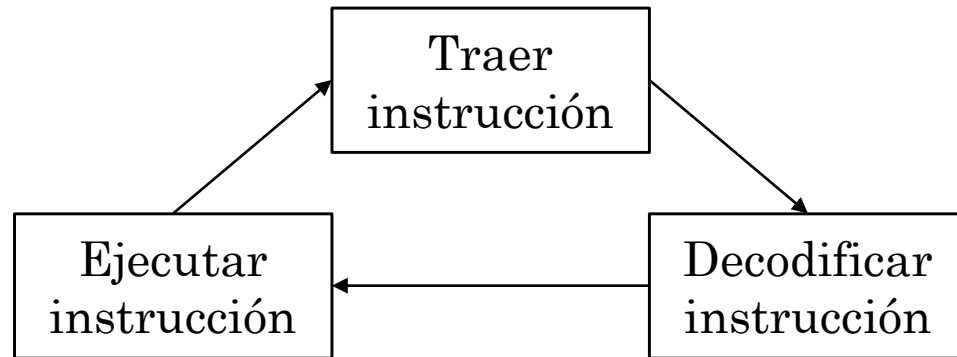 Traer
instrucción
Ejecutar
instrucción
Decodificar
instrucción